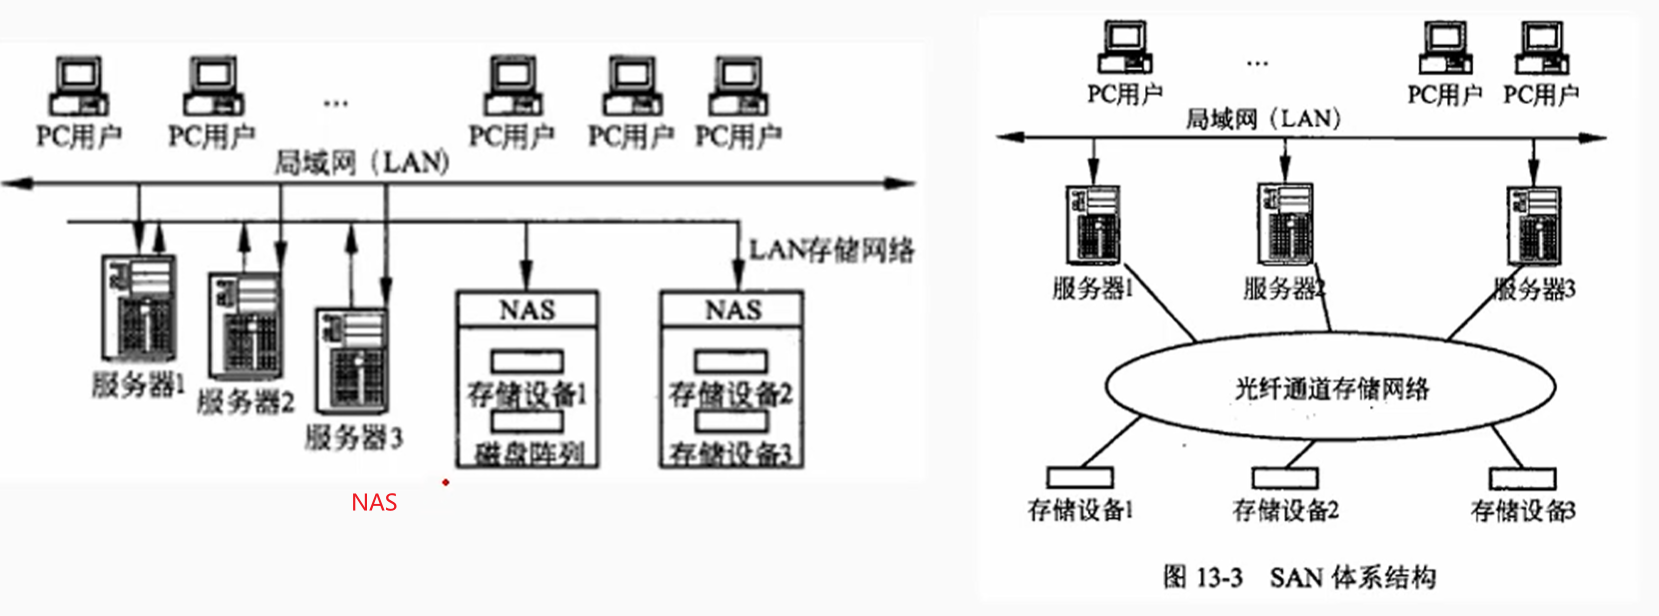 PC用户 PC用户 ... PC用户 PC用户 PC用户
局域网（LAN）
LAN存储网络
NAS NAS
服务器1
服务器2
服务器3
存储设备1
磁盘阵列
存储设备2
存储设备3
NAS
PC用户 ... PC用户 PC用户
局域网（LAN）
服务器1 服务器2 服务器3
光纤通道存储网络
存储设备1 存储设备2 存储设备3
图 13-3 SAN 体系结构